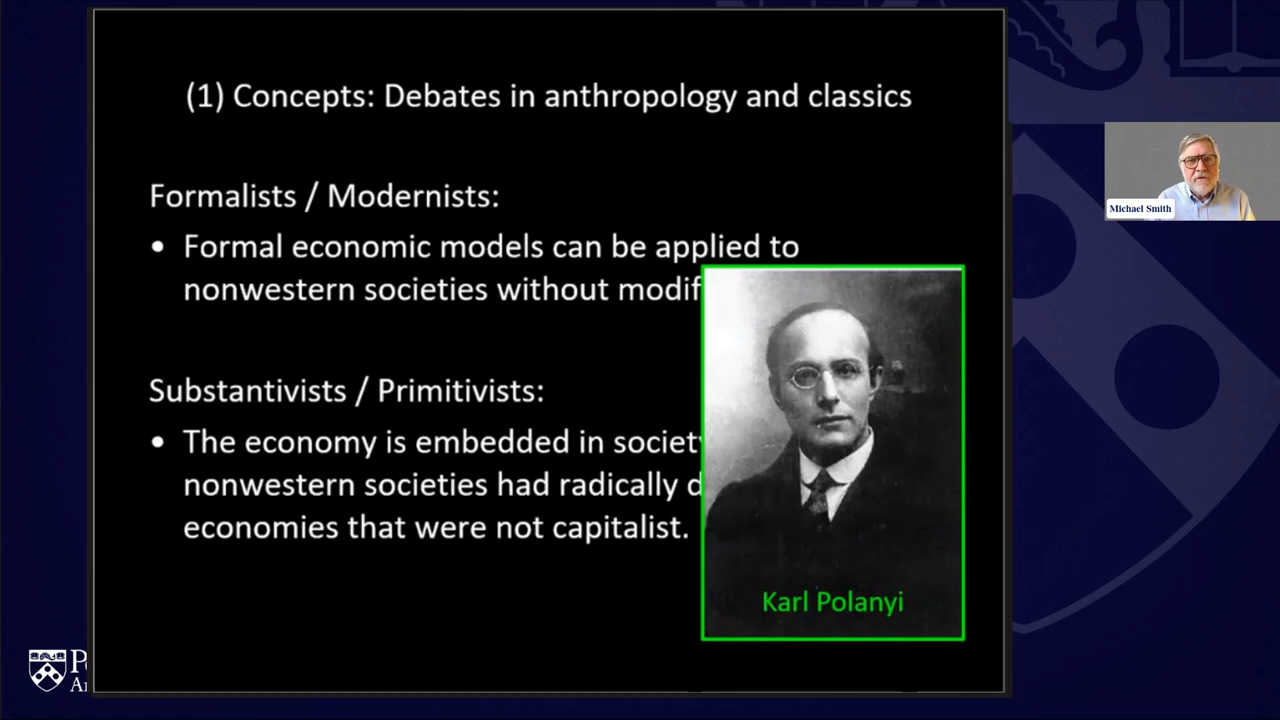 (1) Concepts: Debates in anthropology and classics
Formalists / Modernists:
• Formal economic models can be applied to
nonwestern societies without
Substantivists / Primitivists:
• The economy is embedded in
nonwestern societies had radically
economies that were not capitalist.
Karl Polanyi
Michael Smith